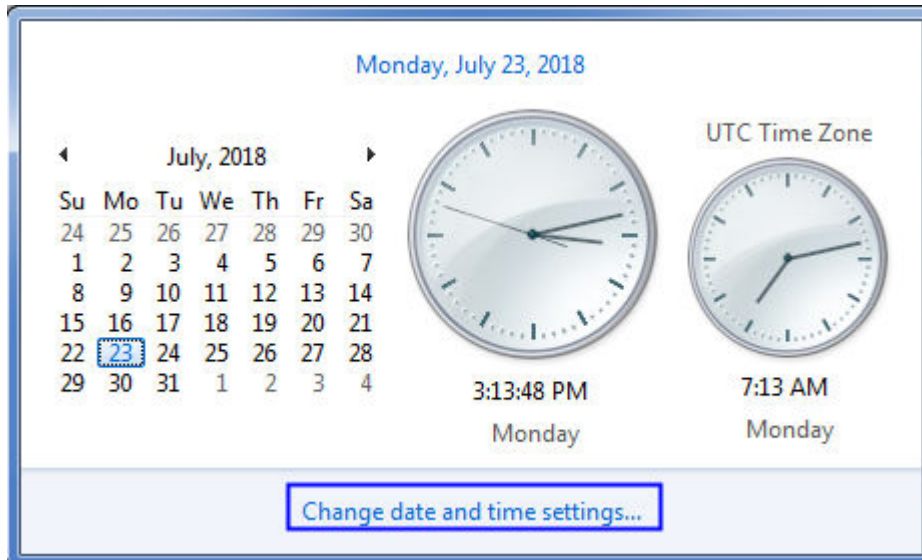 Monday, July 23, 2018
July, 2018
Su Mo Tu We Th Fr Sa
24 25 26 27 28 29 30
1 2 3 4 5 6 7
8 9 10 11 12 13 14
15 16 17 18 19 20 21
22 23 24 25 26 27 28
29 30 31 1 2 3 4
3:13:48 PM
Monday
UTC Time Zone
7:13 AM
Monday
Change date and time settings...